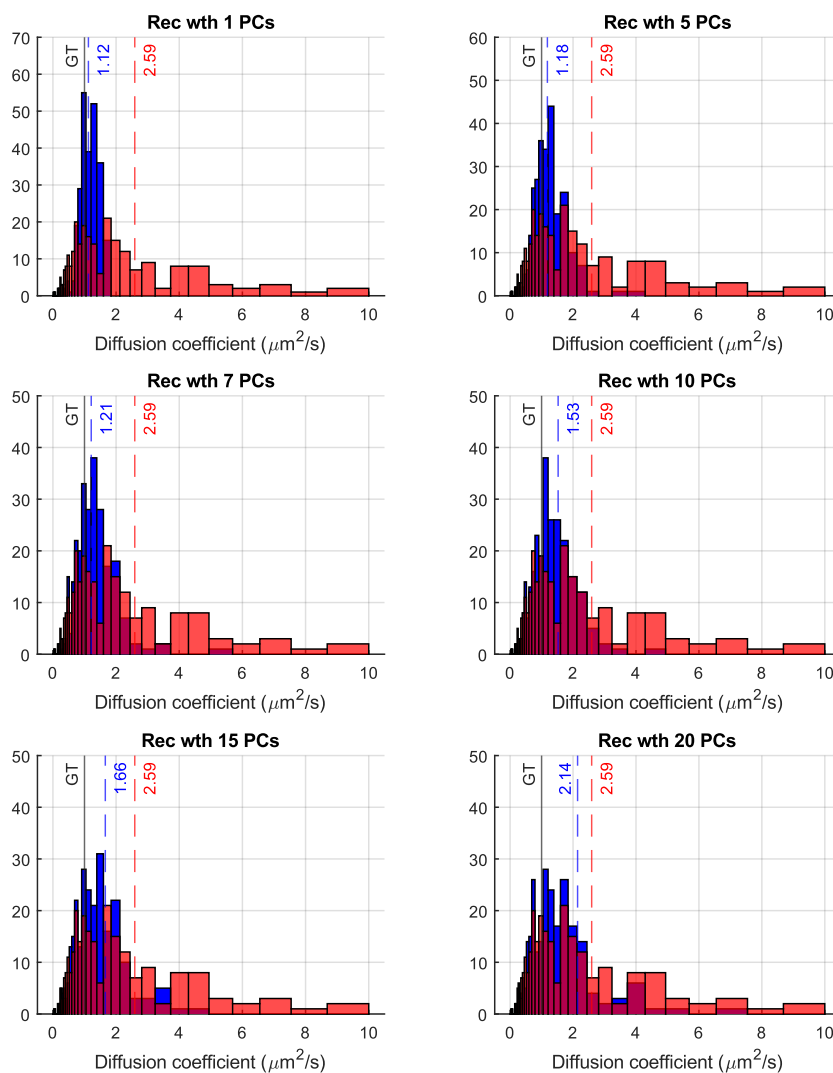 Rec wth 1 PCs
70
60
50
40
30
20
10
0
GT
1.12
2.59
0 2 4 6 8 10
Diffusion coefficient (μm²/s)
Rec wth 5 PCs
60
50
40
30
20
10
0
GT
1.18
2.59
0 2 4 6 8 10
Diffusion coefficient (μm²/s)
Rec wth 7 PCs
50
40
30
20
10
0
GT
1.21
2.59
0 2 4 6 8 10
Diffusion coefficient (μm²/s)
Rec wth 10 PCs
50
40
30
20
10
0
GT
1.53
2.59
0 2 4 6 8 10
Diffusion coefficient (μm²/s)
Rec wth 15 PCs
50
40
30
20
10
0
GT
1.66
2.59
0 2 4 6 8 10
Diffusion coefficient (μm²/s)
Rec wth 20 PCs
50
40
30
20
10
0
GT
2.14
2.59
0 2 4 6 8 10
Diffusion coefficient (μm²/s)